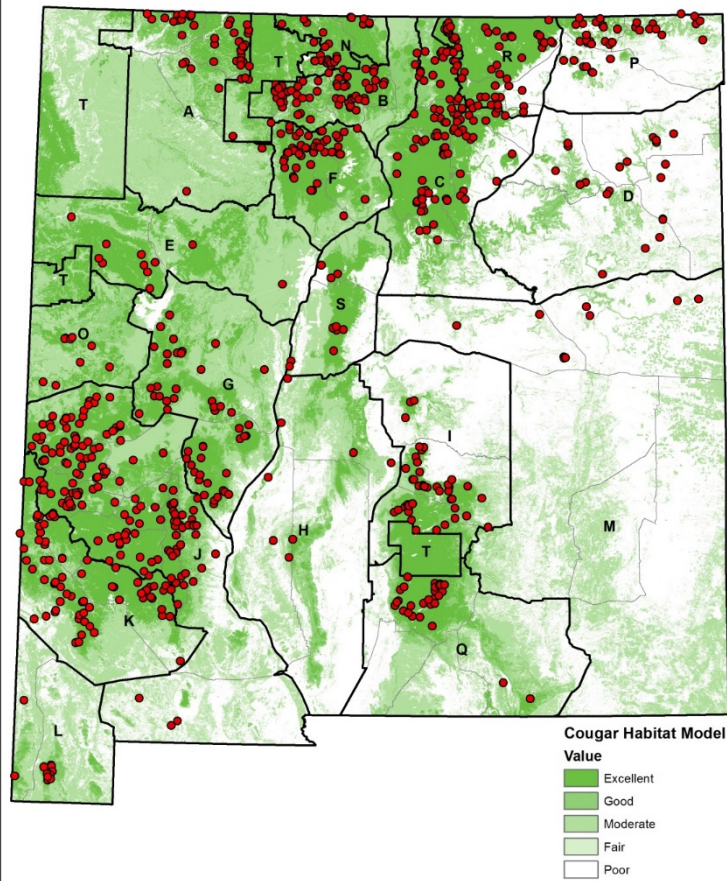 N
R
T
P
T
B
A
F
C
D
E
T
S
O
G
I
H
M
T
J
K
Q
L
Cougar Habitat Model
Value
Excellent
Good
Moderate
Fair
Poor